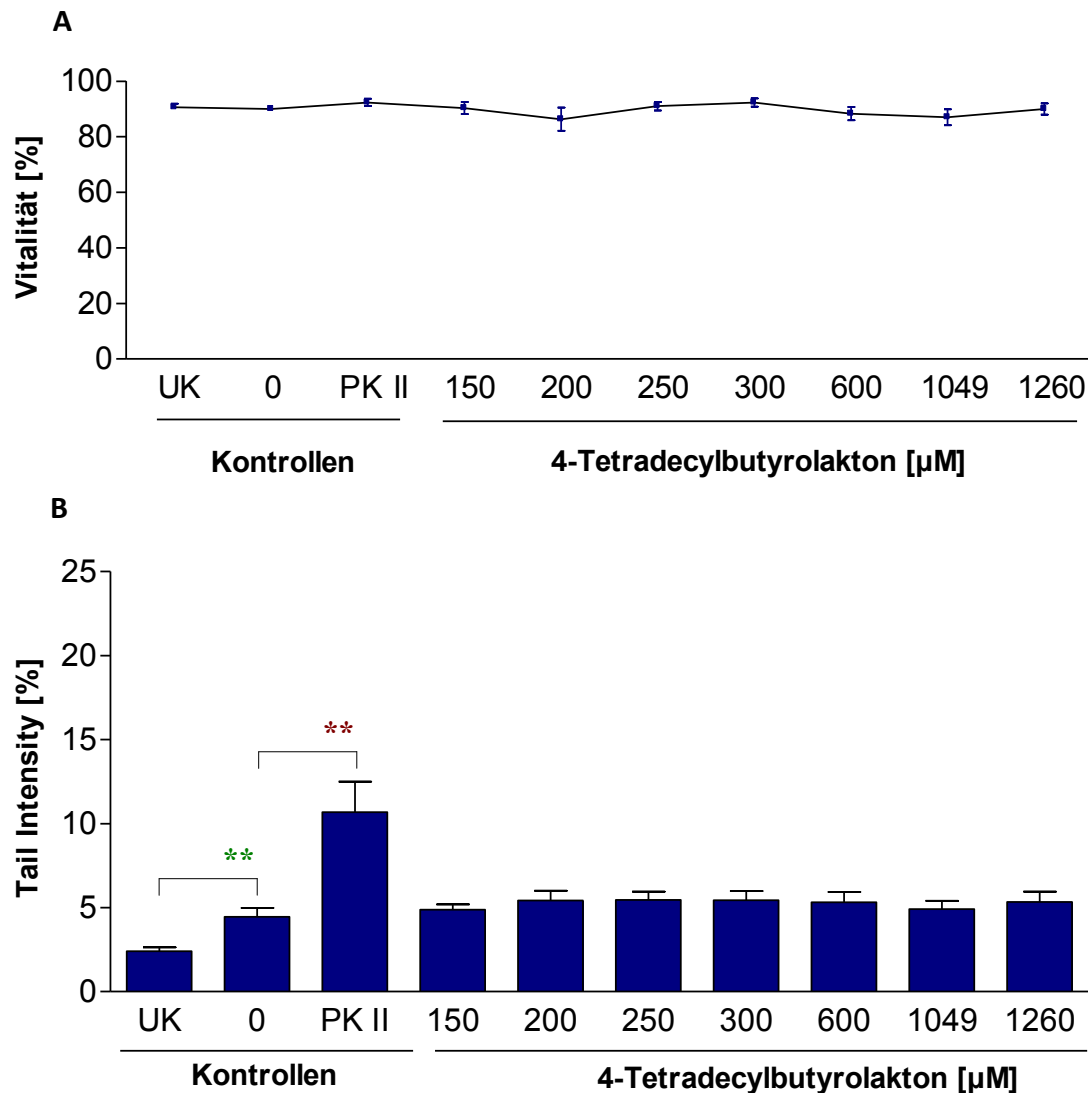 A
Vitalität [%]
100
80
60
40
20
0
UK 0 PK II 150 200 250 300 600 1049 1260
Kontrollen 4-Tetradecylbutyrolakton [µM]
B
Tail Intensity [%]
25
20
15
10
5
0
**
**
UK 0 PK II 150 200 250 300 600 1049 1260
Kontrollen 4-Tetradecylbutyrolakton [µM]